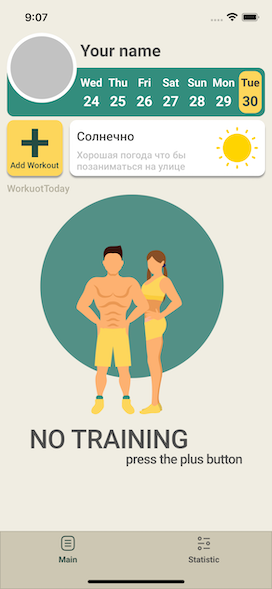 9:07
Your name
Wed Thu Fri Sat Sun Mon Tue
24 25 26 27 28 29 30
Add Workout
Солнечно
Хорошая погода что бы
позаниматься на улице
WorkuotToday
NO TRAINING
press the plus button
Main Statistic